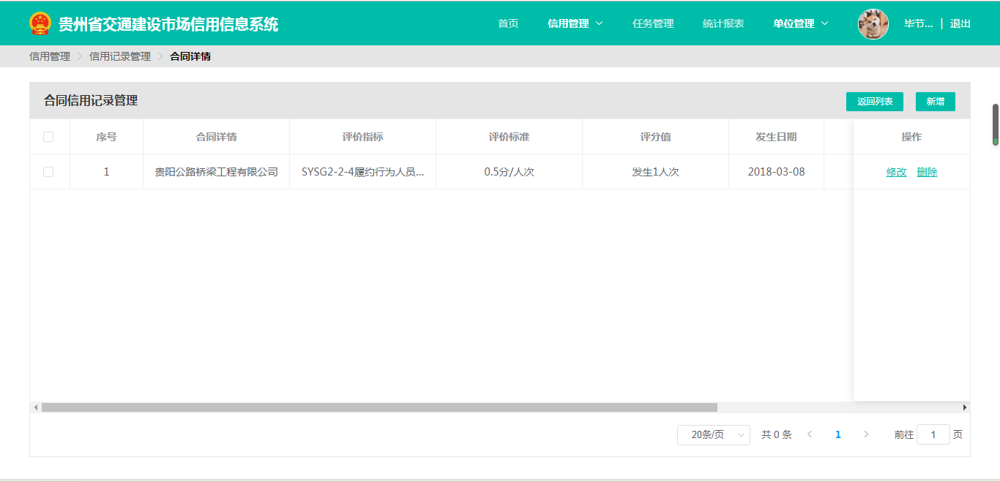 贵州省交通建设市场信用信息系统
首页 信用管理 任务管理 统计报表 单位管理 毕节... | 退出
信用管理 > 信用记录管理 > 合同详情
合同信用记录管理 返回列表 新增
序号 合同详情 评价指标 评价标准 评分值 发生日期 操作
1 贵阳公路桥梁工程有限公司 SYSG2-2-4履约行为人员... 0.5分/人次 发生1人次 2018-03-08 修改 删除
20条/页 共 0 条 < 1 > 前往 1 页